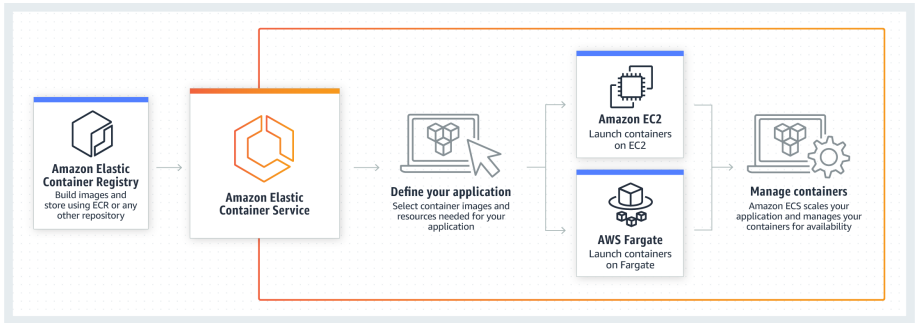 Amazon Elastic
Container Registry
Build images and
store using ECR or any
other repository
Amazon Elastic
Container Service
Define your application
Select container images and
resources needed for your
application
Amazon EC2
Launch containers
on EC2
AWS Fargate
Launch containers
on Fargate
Manage containers
Amazon ECS scales your
application and manages your
containers for availability